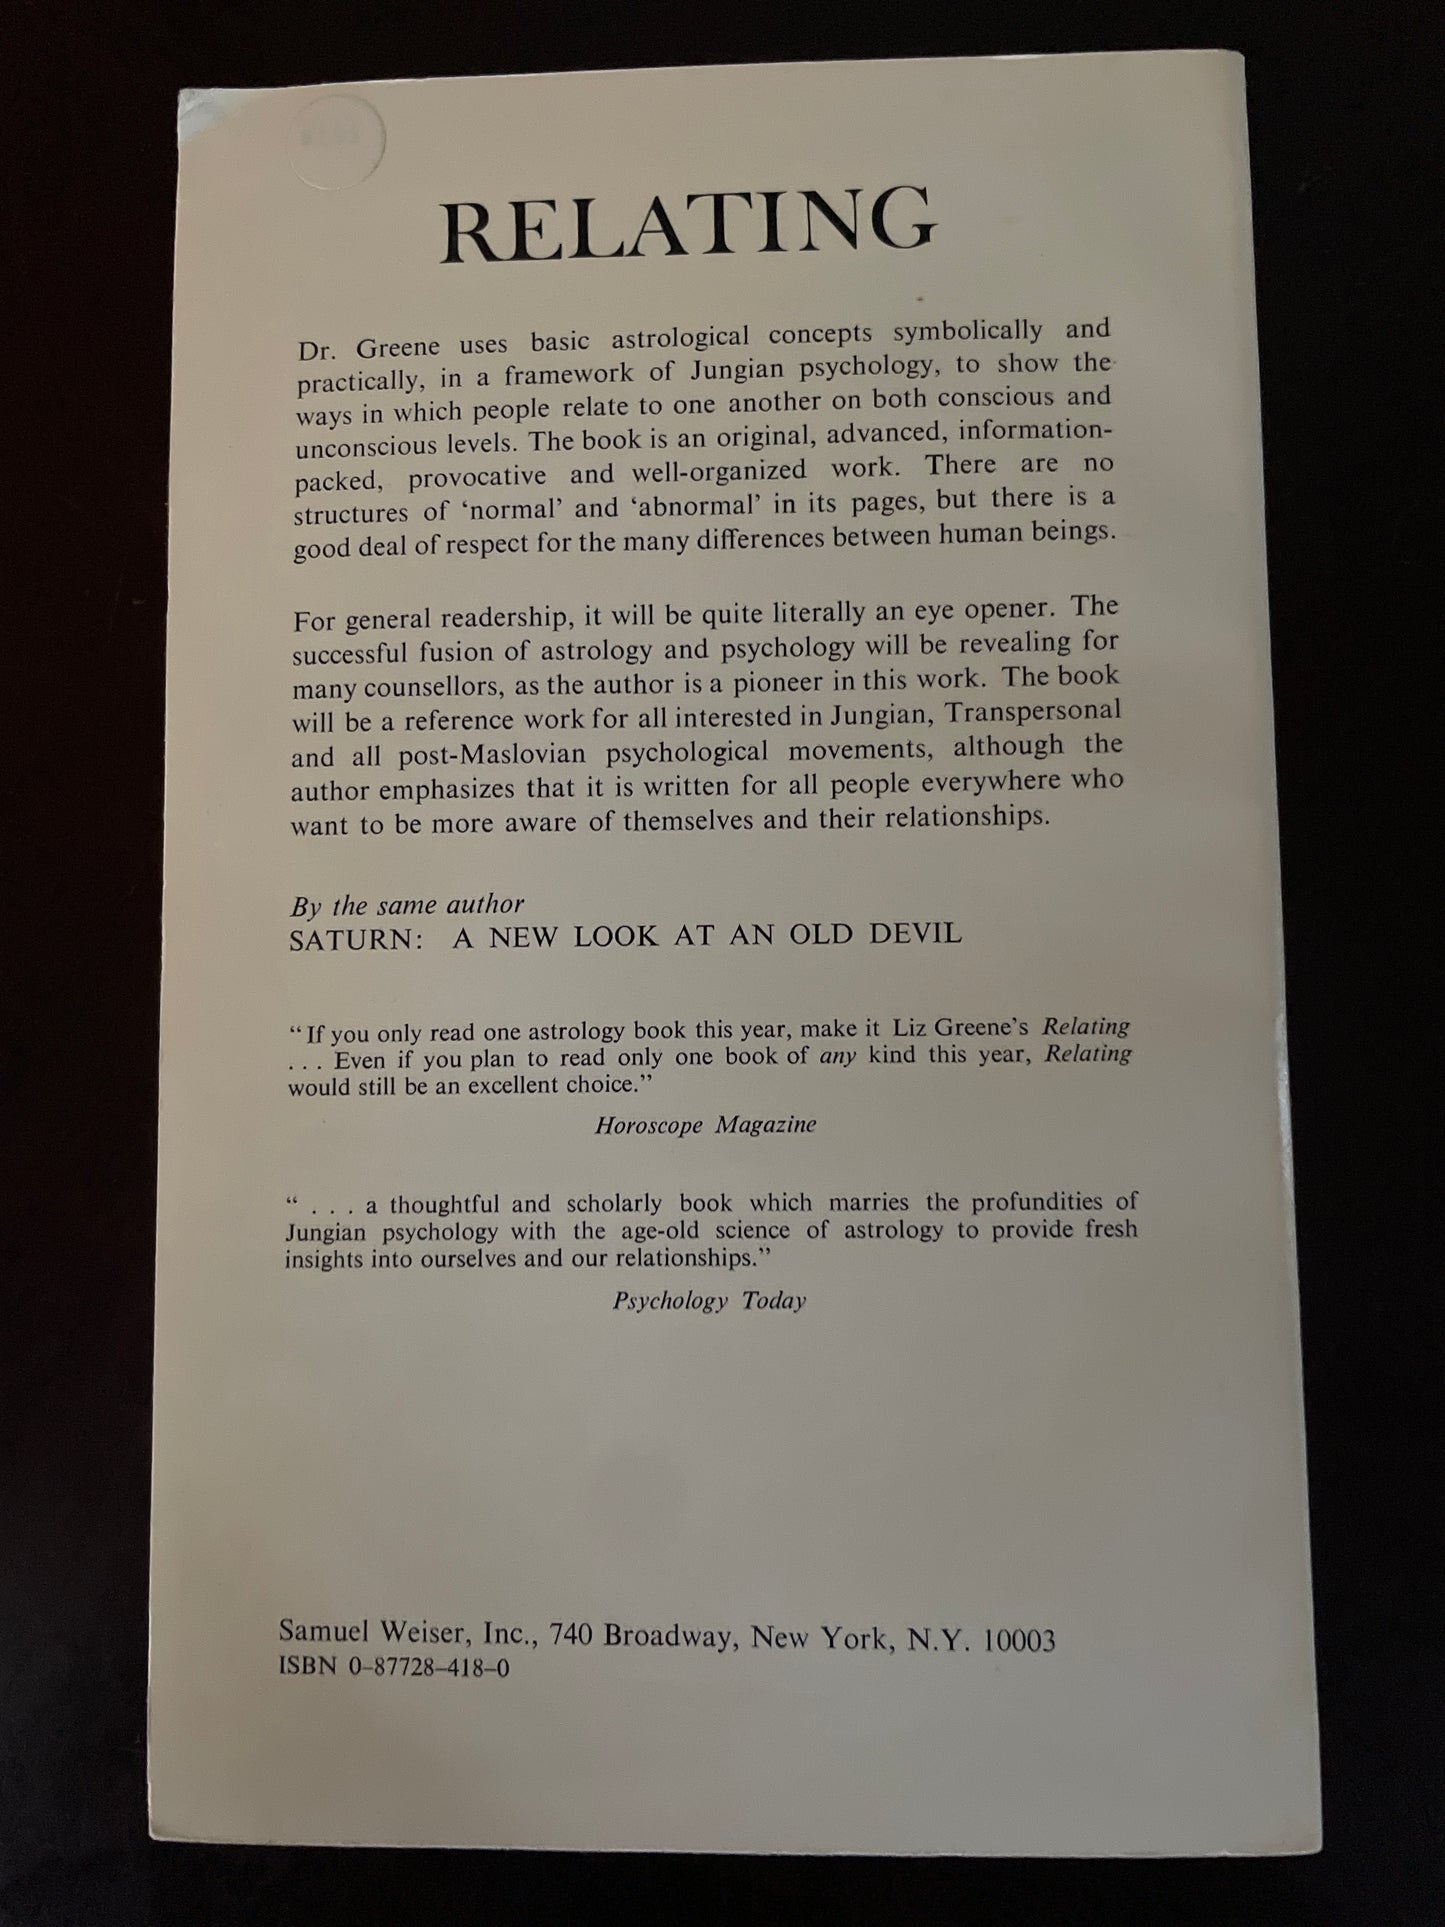 RELATING
Dr. Greene uses basic astrological concepts symbolically and
practically, in a framework of Jungian psychology, to show the
ways in which people relate to one another on both conscious and
unconscious levels. The book is an original, advanced, information-
packed, provocative and well-organized work. There are no
structures of ‘normal’ and ‘abnormal’ in its pages, but there is a
good deal of respect for the many differences between human beings.
For general readership, it will be quite literally an eye opener. The
successful fusion of astrology and psychology will be revealing for
many counsellors, as the author is a pioneer in this work. The book
will be a reference work for all interested in Jungian, Transpersonal
and all post-Maslovian psychological movements, although the
author emphasizes that it is written for all people everywhere who
want to be more aware of themselves and their relationships.
By the same author
SATURN: A NEW LOOK AT AN OLD DEVIL
“If you only read one astrology book this year, make it Liz Greene’s Relating
. . . Even if you plan to read only one book of any kind this year, Relating
would still be an excellent choice.”
Horoscope Magazine
“ . . . a thoughtful and scholarly book which marries the profundities of
Jungian psychology with the age-old science of astrology to provide fresh
insights into ourselves and our relationships.”
Psychology Today
Samuel Weiser, Inc., 740 Broadway, New York, N.Y. 10003
ISBN 0–87728–418–0